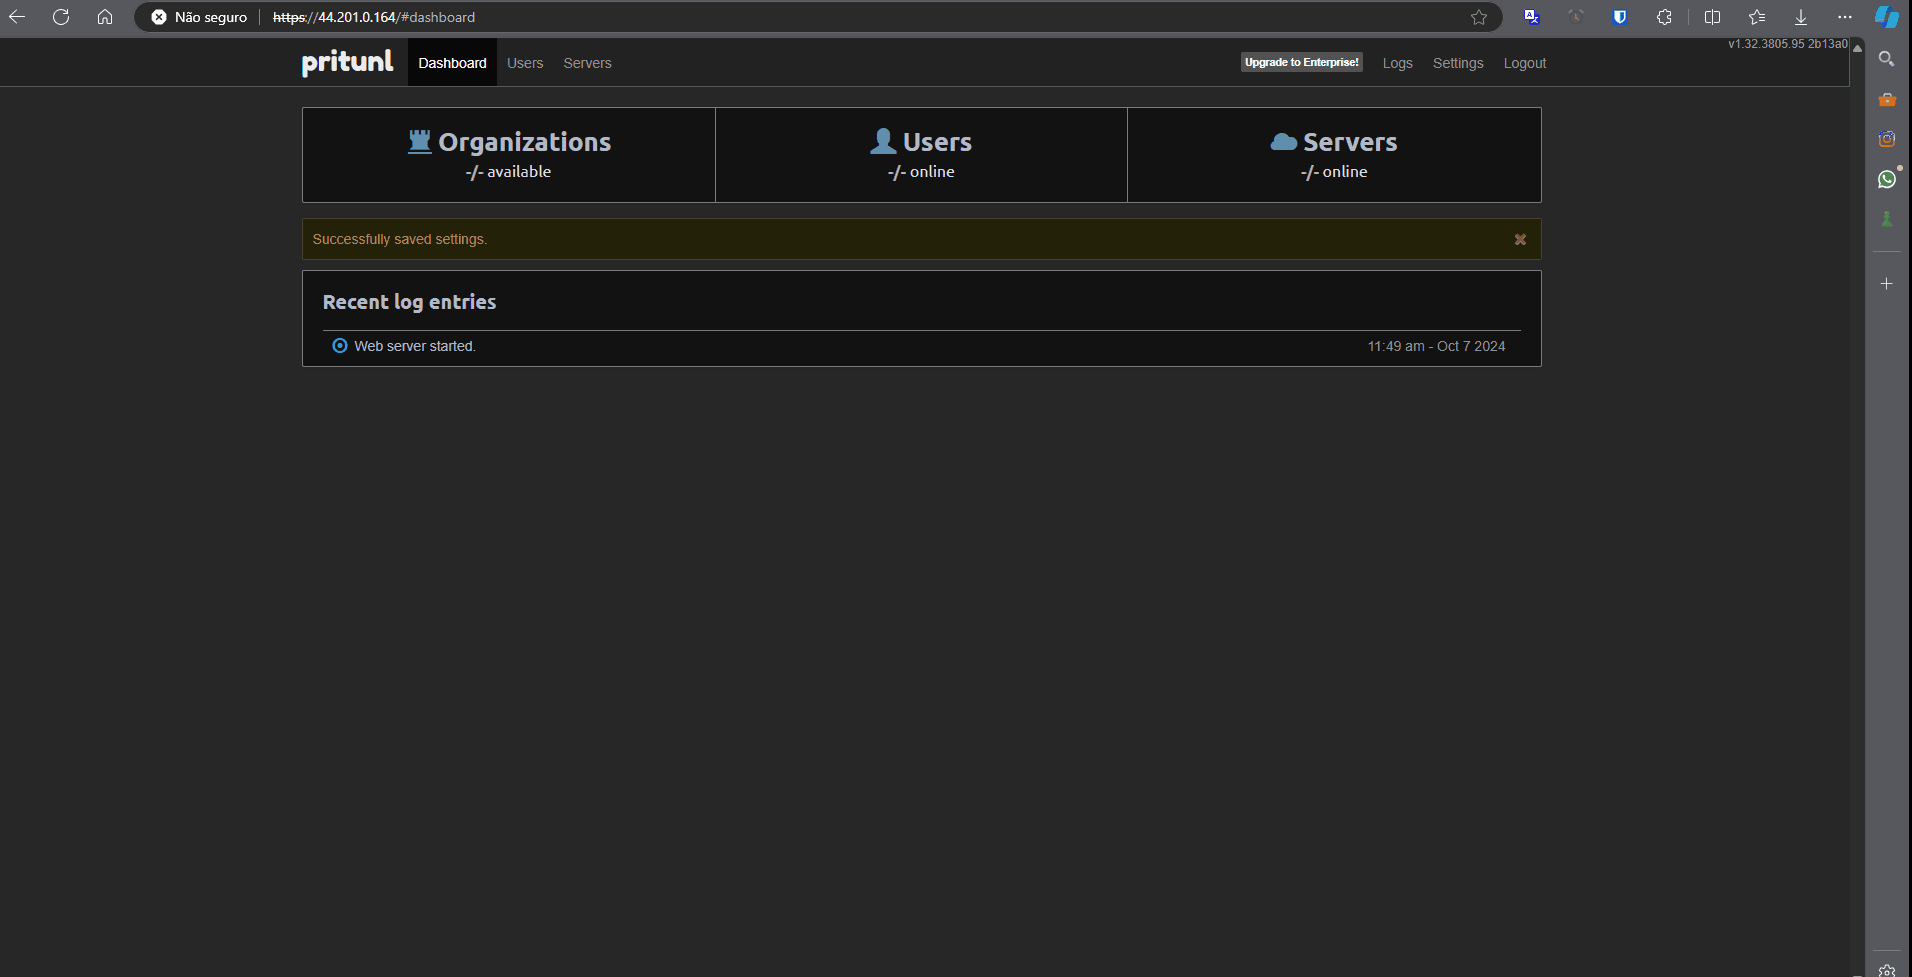 Não seguro https://44.201.0.164/#dashboard
v1.32.3805.95 2b13a0
pritunl Dashboard Users Servers Upgrade to Enterprise! Logs Settings Logout
Organizations
-/- available
Users
-/- online
Servers
-/- online
Successfully saved settings.
Recent log entries
Web server started. 11:49 am - Oct 7 2024